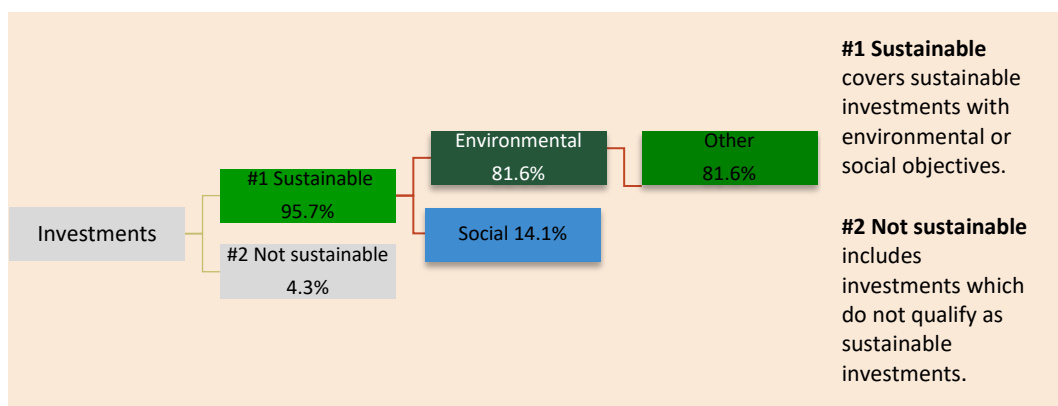 Investments
#1 Sustainable
95.7%
#2 Not sustainable
4.3%
Environmental
81.6%
Social 14.1%
Other
81.6%
#1 Sustainable
covers sustainable
investments with
environmental or
social objectives.
#2 Not sustainable
includes
investments which
do not qualify as
sustainable
investments.